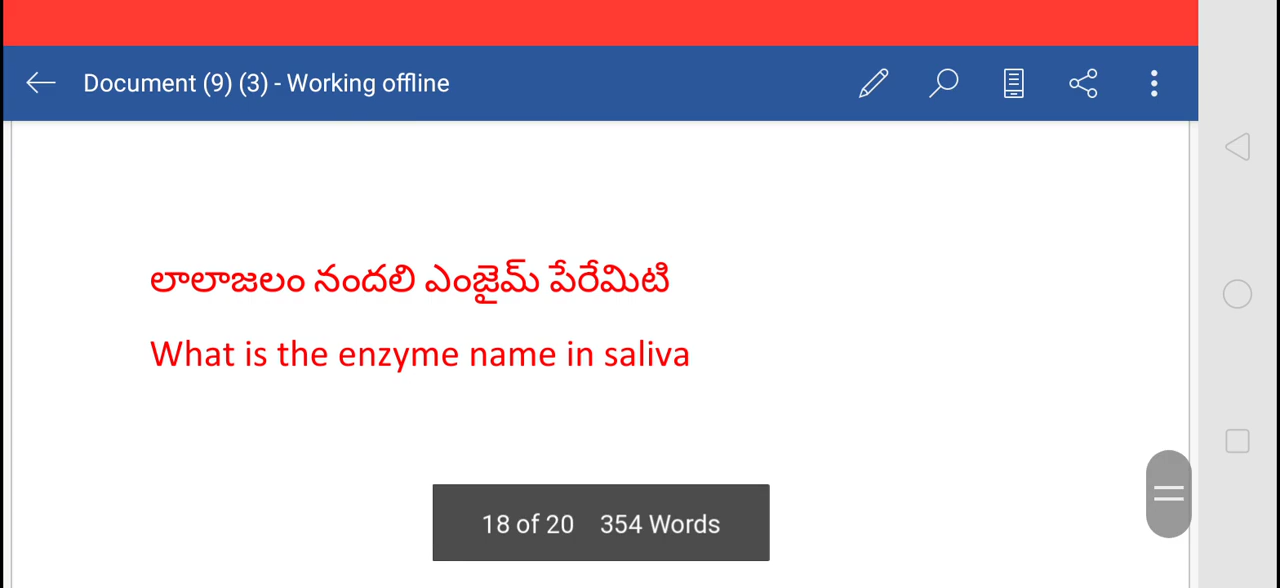 Document (9) (3) - Working offline
లాలాజలం నందలి ఎంజైమ్ పేరేమిటి
What is the enzyme name in saliva
18 of 20 354 Words